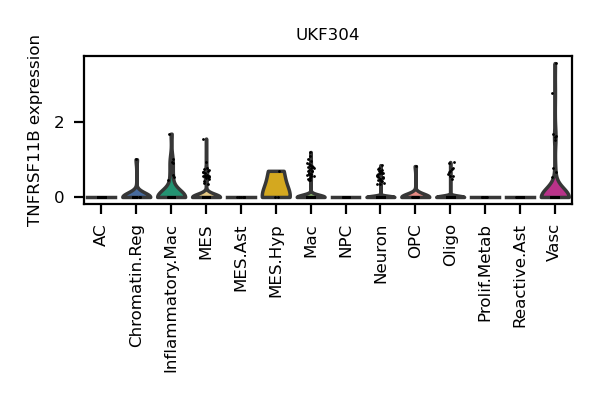 UKF304
TNFRSF11B expression
2
0
AC
Chromatin.Reg
Inflammatory.Mac
MES
MES.Ast
MES.Hyp
Mac
NPC
Neuron
OPC
Oligo
Prolif.Metab
Reactive.Ast
Vasc